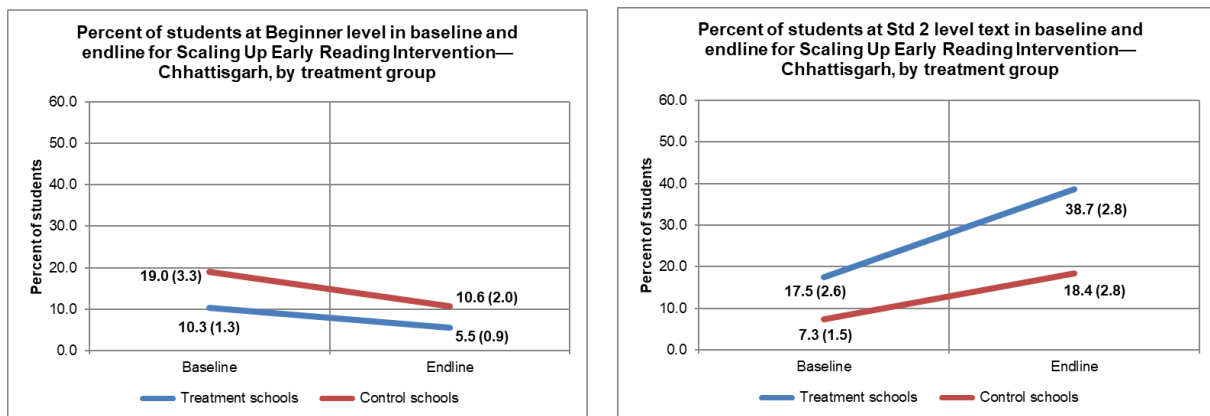 Percent of students at Beginner level in baseline and
endline for Scaling Up Early Reading Intervention—
Chhattisgarh, by treatment group
60.0
50.0
40.0
30.0
20.0
10.0
0.0
Percent of students
19.0 (3.3)
10.6 (2.0)
10.3 (1.3)
5.5 (0.9)
Baseline
Endline
Treatment schools
Control schools
Percent of students at Std 2 level text in baseline and
endline for Scaling Up Early Reading Intervention—
Chhattisgarh, by treatment group
60.0
50.0
40.0
30.0
20.0
10.0
0.0
Percent of students
38.7 (2.8)
17.5 (2.6)
18.4 (2.8)
7.3 (1.5)
Baseline
Endline
Treatment schools
Control schools